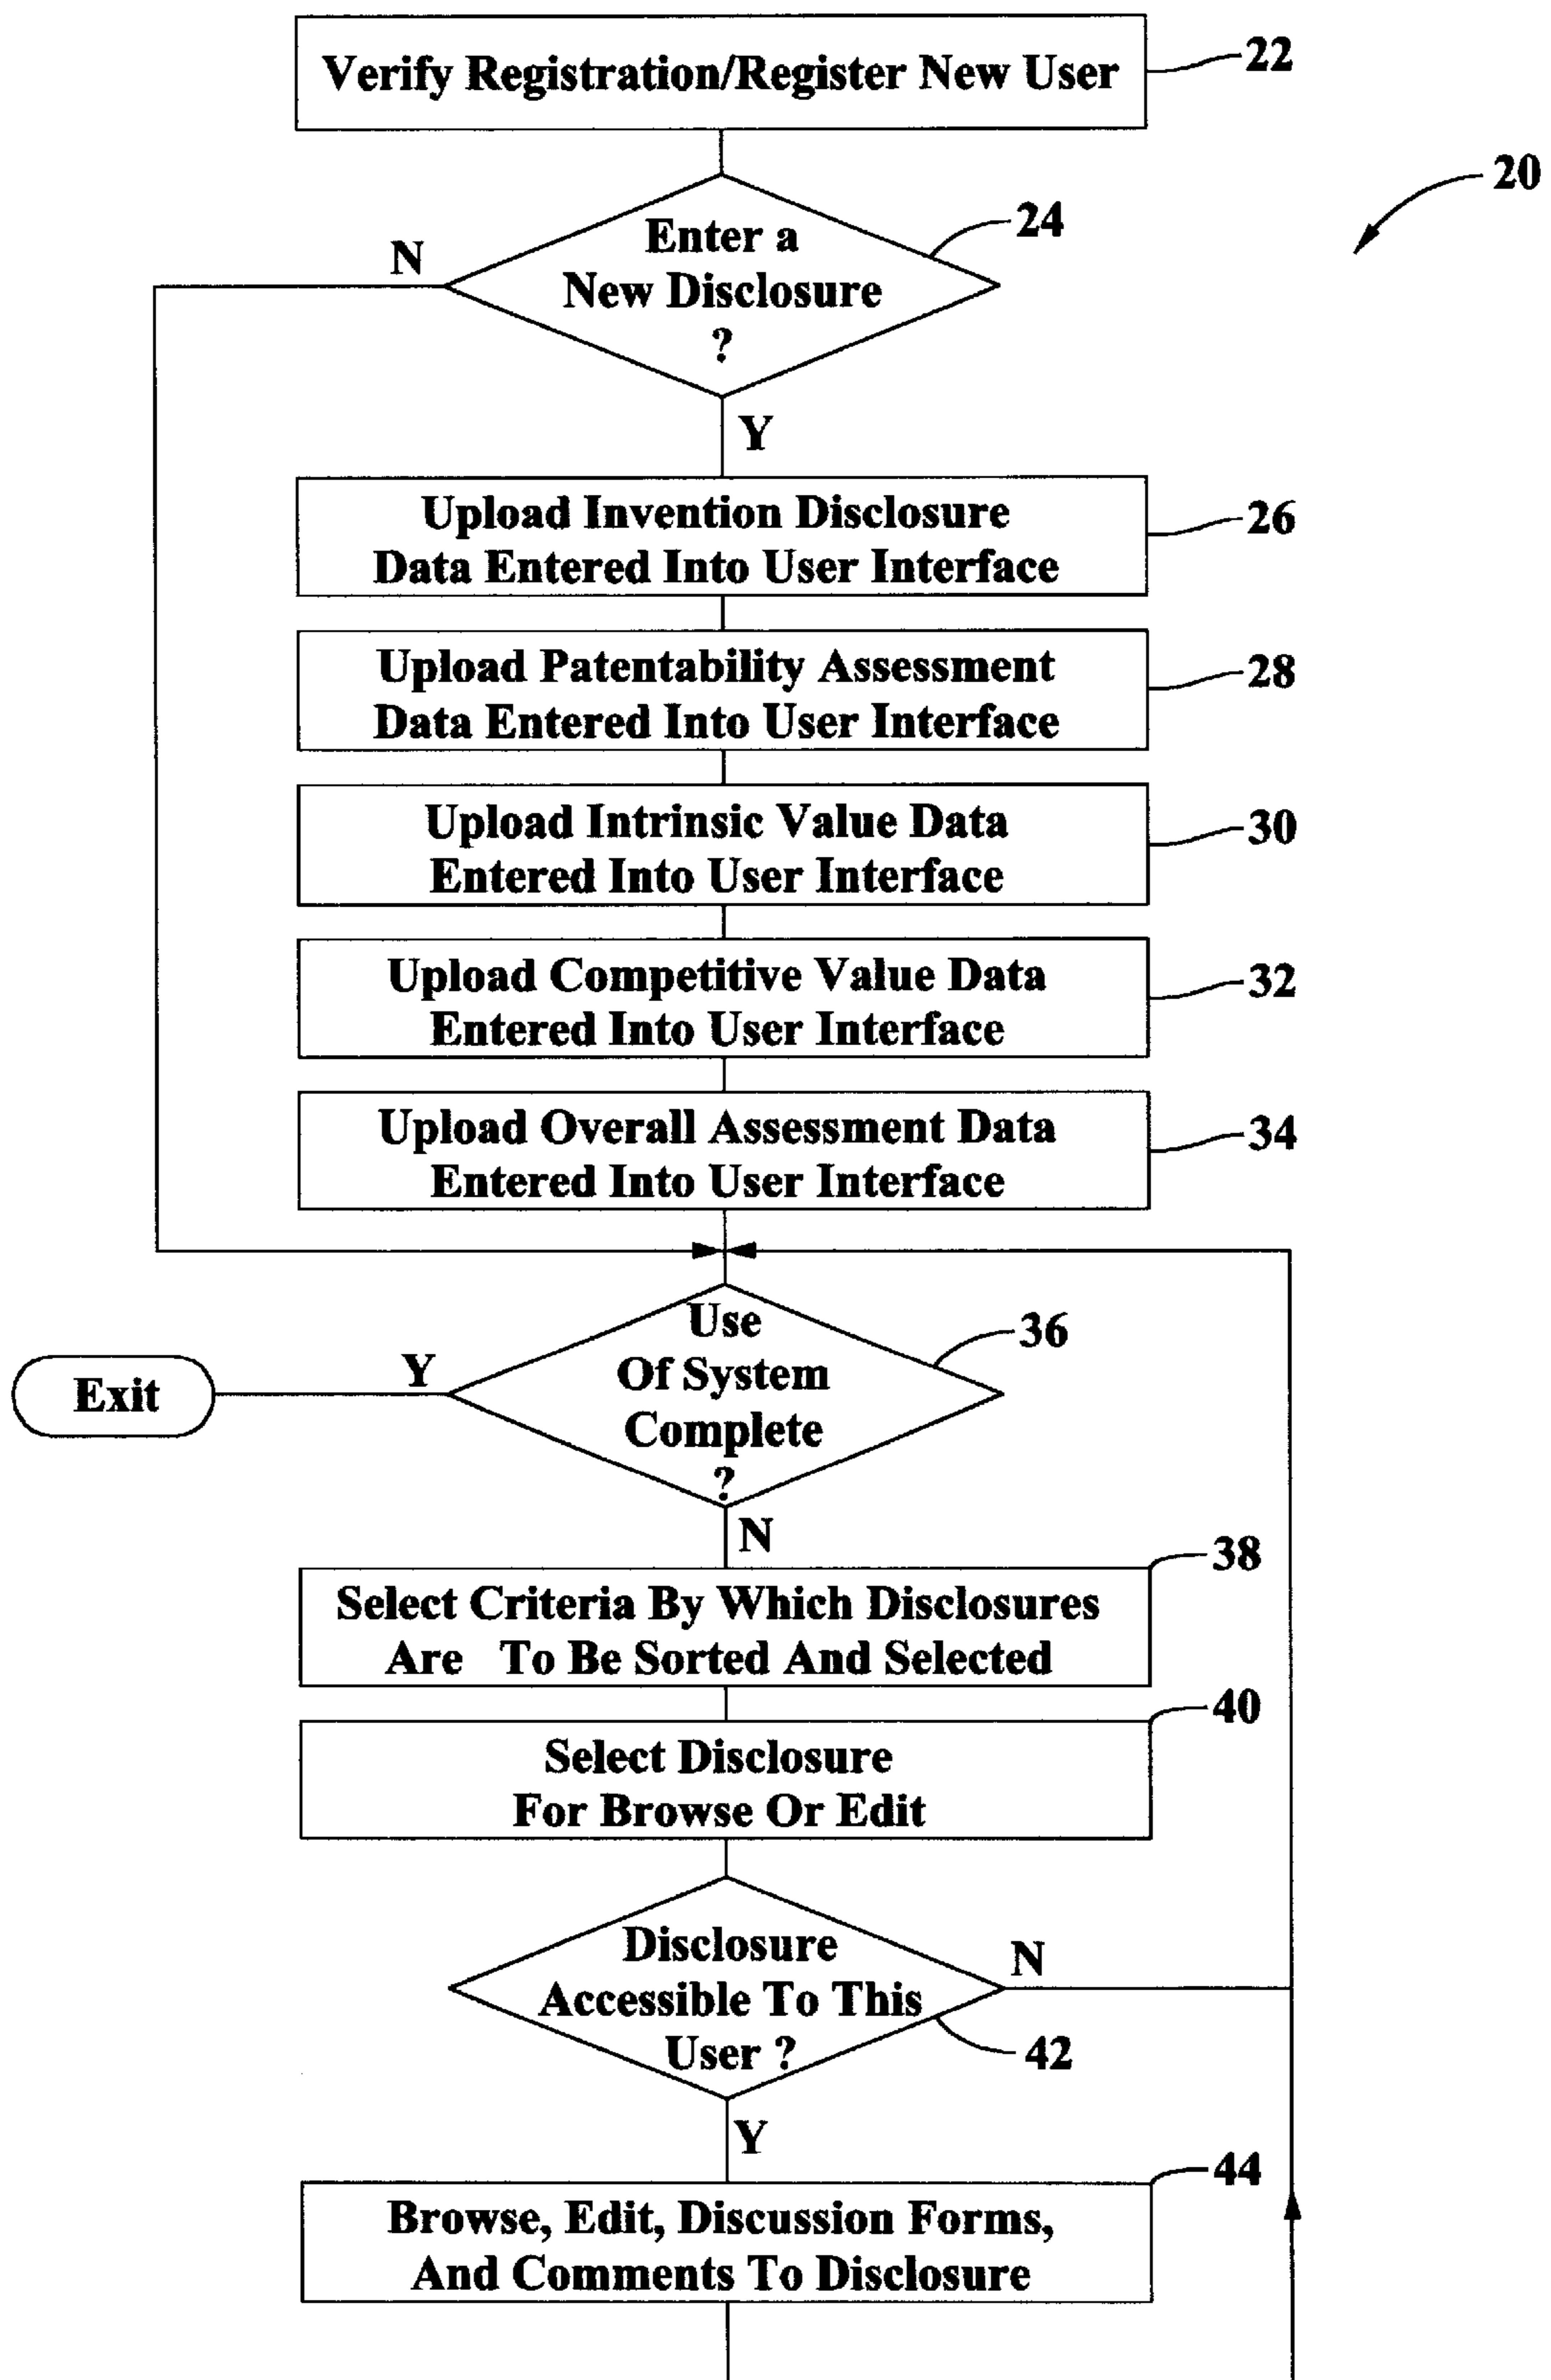 Verify Registration/Register New User
22
20
Enter a
New Disclosure
?
24
N
Y
Upload Invention Disclosure
Data Entered Into User Interface
26
Upload Patentability Assessment
Data Entered Into User Interface
28
Upload Intrinsic Value Data
Entered Into User Interface
30
Upload Competitive Value Data
Entered Into User Interface
32
Upload Overall Assessment Data
Entered Into User Interface
34
Use
Of System
Complete
?
36
Y
Exit
N
Select Criteria By Which Disclosures
Are To Be Sorted And Selected
38
Select Disclosure
For Browse Or Edit
40
Disclosure
Accessible To This
User ?
N
42
Y
Browse, Edit, Discussion Forms,
And Comments To Disclosure
44